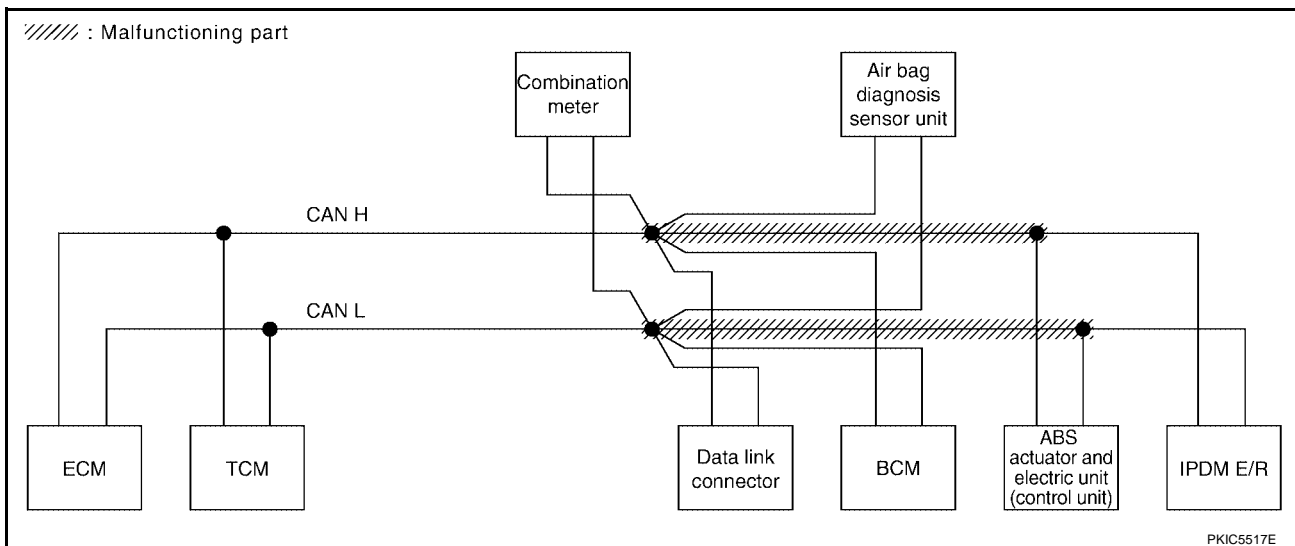 : Malfunctioning part
Combination
meter
Air bag
diagnosis
sensor unit
CAN H
CAN L
ECM
TCM
Data link
connector
BCM
ABS
actuator and
electric unit
(control unit)
IPDM E/R
PKIC5517E